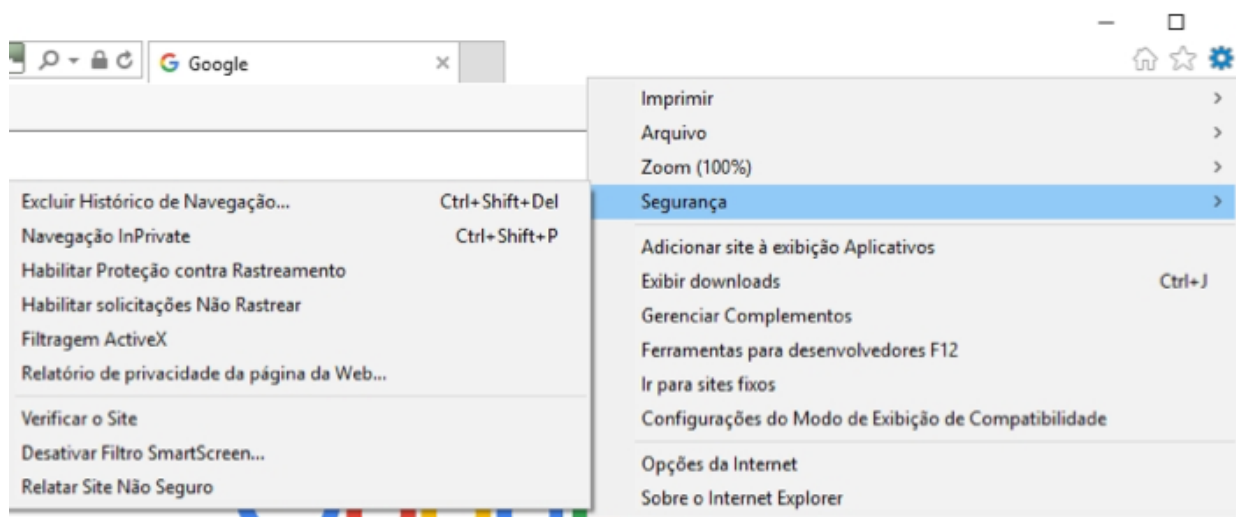 Google
Imprimir
Arquivo
Zoom (100%)
Segurança
Adicionar site à exibição Aplicativos
Exibir downloads Ctrl+J
Gerenciar Complementos
Ferramentas para desenvolvedores F12
Ir para sites fixos
Configurações do Modo de Exibição de Compatibilidade
Opções da Internet
Sobre o Internet Explorer
Excluir Histórico de Navegação... Ctrl+Shift+Del
Navegação InPrivate Ctrl+Shift+P
Habilitar Proteção contra Rastreamento
Habilitar solicitações Não Rastrear
Filtragem ActiveX
Relatório de privacidade da página da Web...
Verificar o Site
Desativar Filtro SmartScreen...
Relatar Site Não Seguro